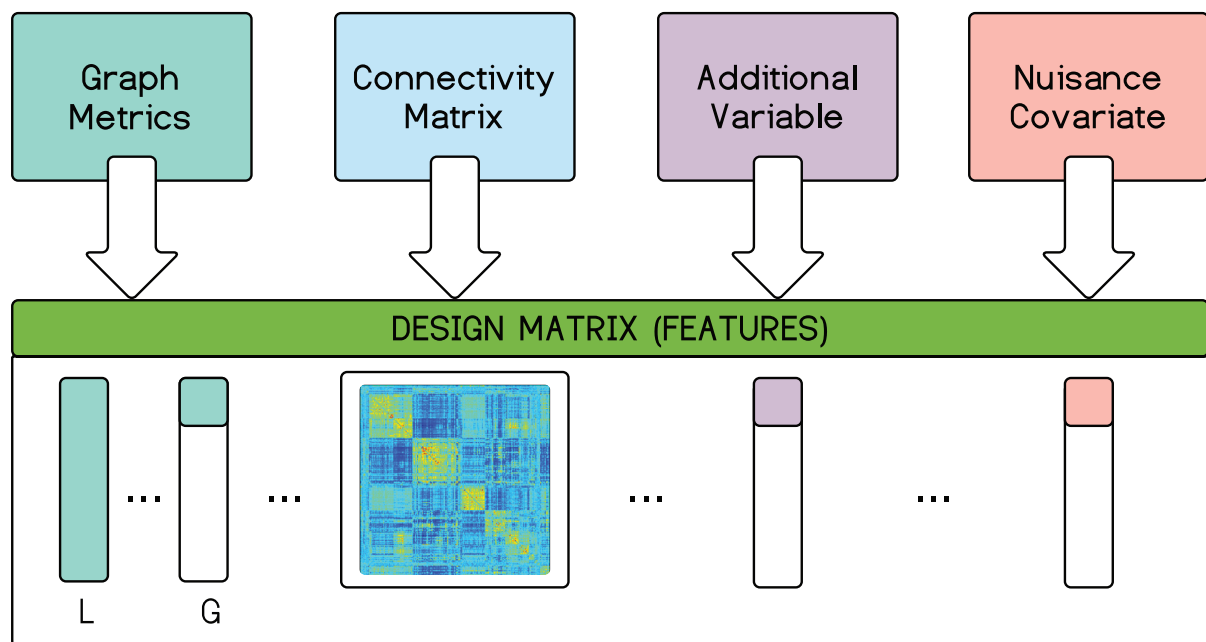 Graph
Metrics
Connectivity
Matrix
Additional
Variable
Nuisance
Covariate
DESIGN MATRIX (FEATURES)
...
...
...
...
L
G